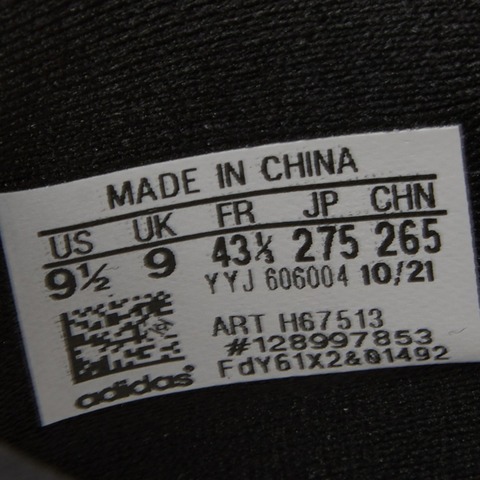 MADE IN CHINA
US UK FR JP CHN
9½ 9 43⅓ 275 265
YYJ 606004 10/21
ART H67513
#128997853
FdY61X2&01492
adidas